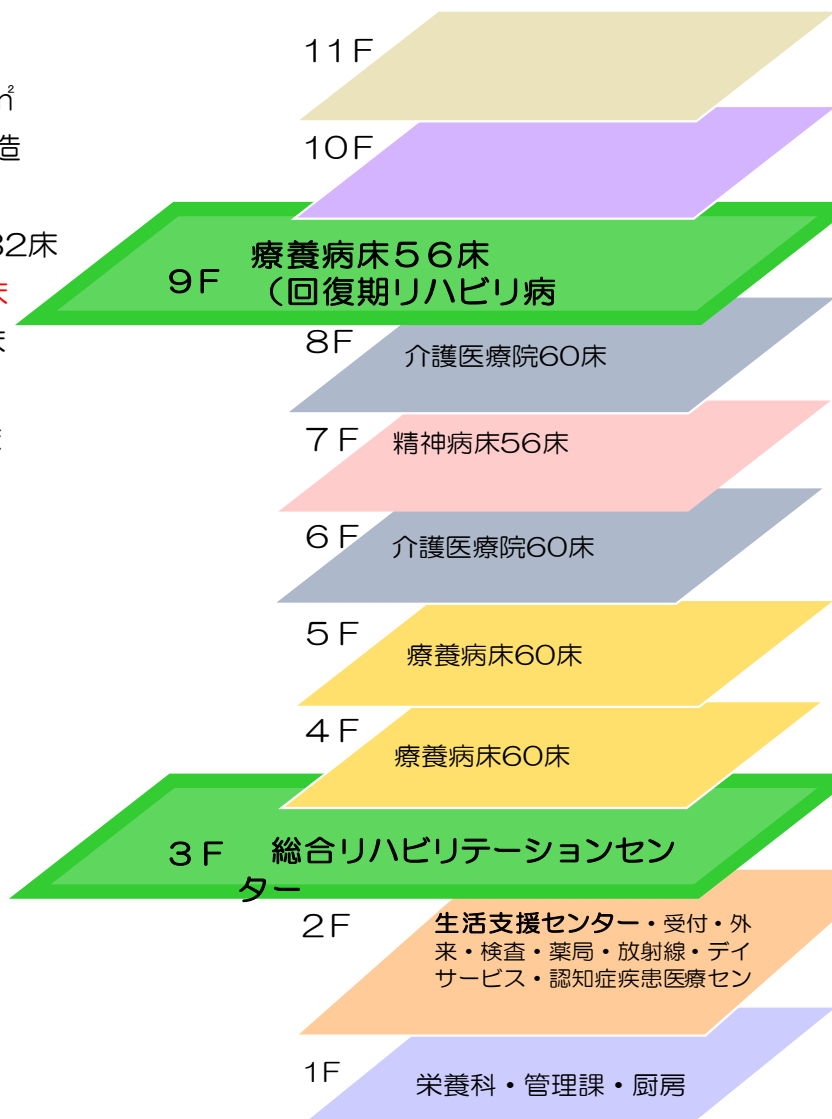 ㎡
造
32床
床
床
11F
10F
9F 療養病床56床
（回復期リハビリ病
8F 介護医療院60床
7F 精神病床56床
6F 介護医療院60床
5F 療養病床60床
4F 療養病床60床
3F 総合リハビリテーションセン
ター
2F 生活支援センター・受付・外
来・検査・薬局・放射線・デイ
サービス・認知症疾患医療セン
1F 栄養科・管理課・厨房